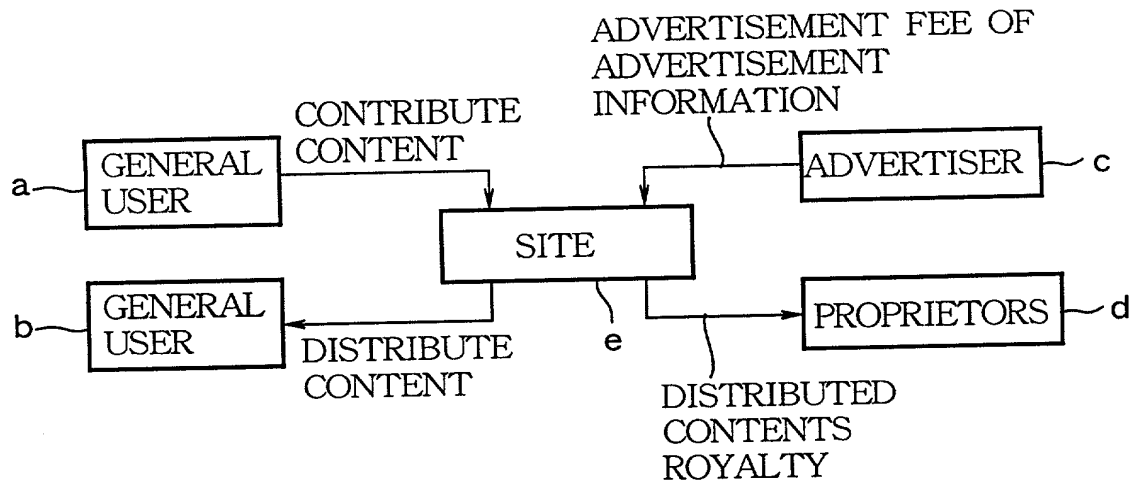 ADVERTISEMENT FEE OF
ADVERTISEMENT
INFORMATION
CONTRIBUTE
CONTENT
a
GENERAL
USER
ADVERTISER
c
SITE
e
b
GENERAL
USER
DISTRIBUTE
CONTENT
PROPRIETORS
d
DISTRIBUTED
CONTENTS
ROYALTY